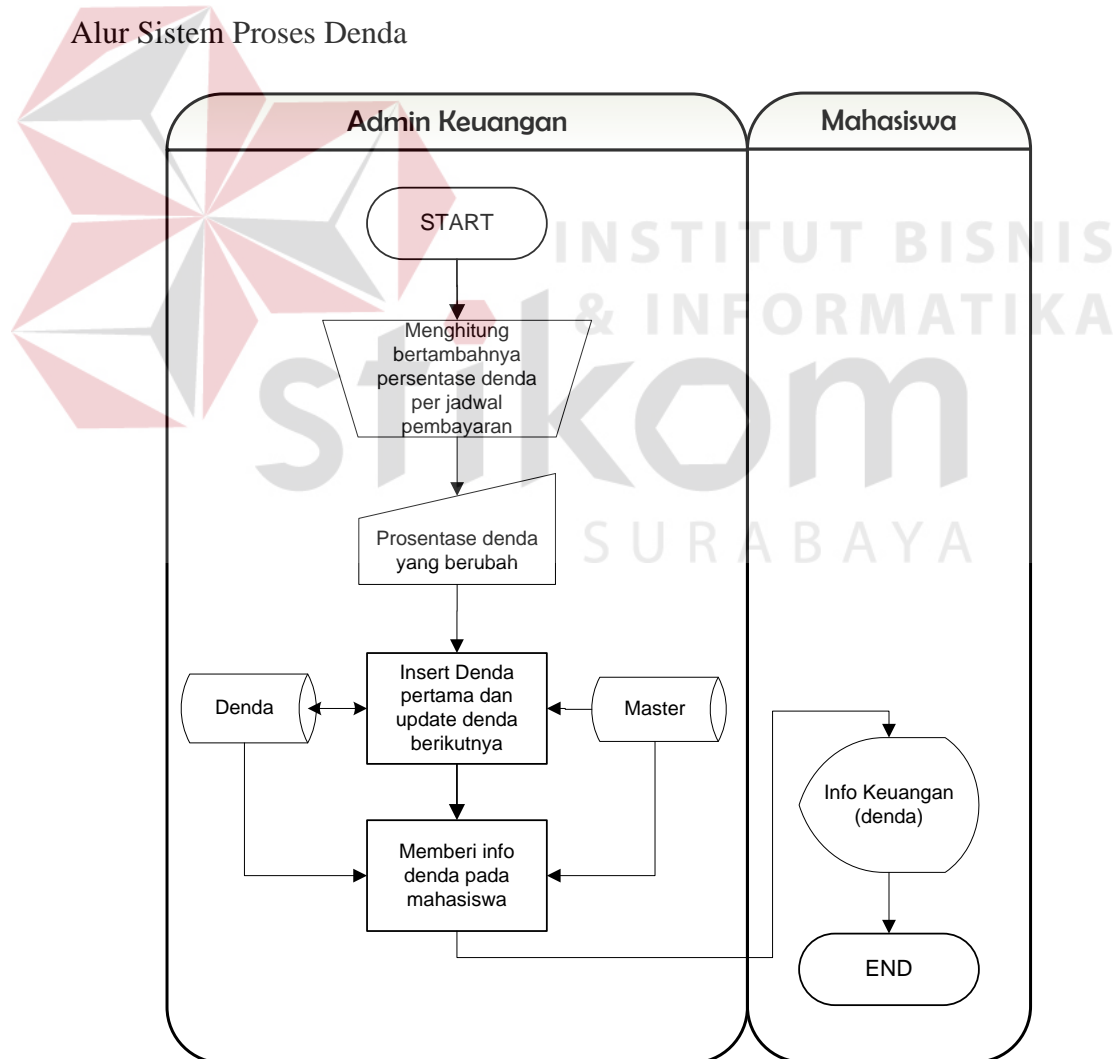 Alur Sistem Proses Denda
Admin Keuangan
Mahasiswa
START
INSTITUT BISNIS
& INFORMATIKA
stikom
SURABAYA
Menghitung
bertambahnya
persentase denda
per jadwal
pembayaran
Prosentase denda
yang berubah
Insert Denda
pertama dan
update denda
berikutnya
Denda
Master
Memberi info
denda pada
mahasiswa
Info Keuangan
(denda)
END